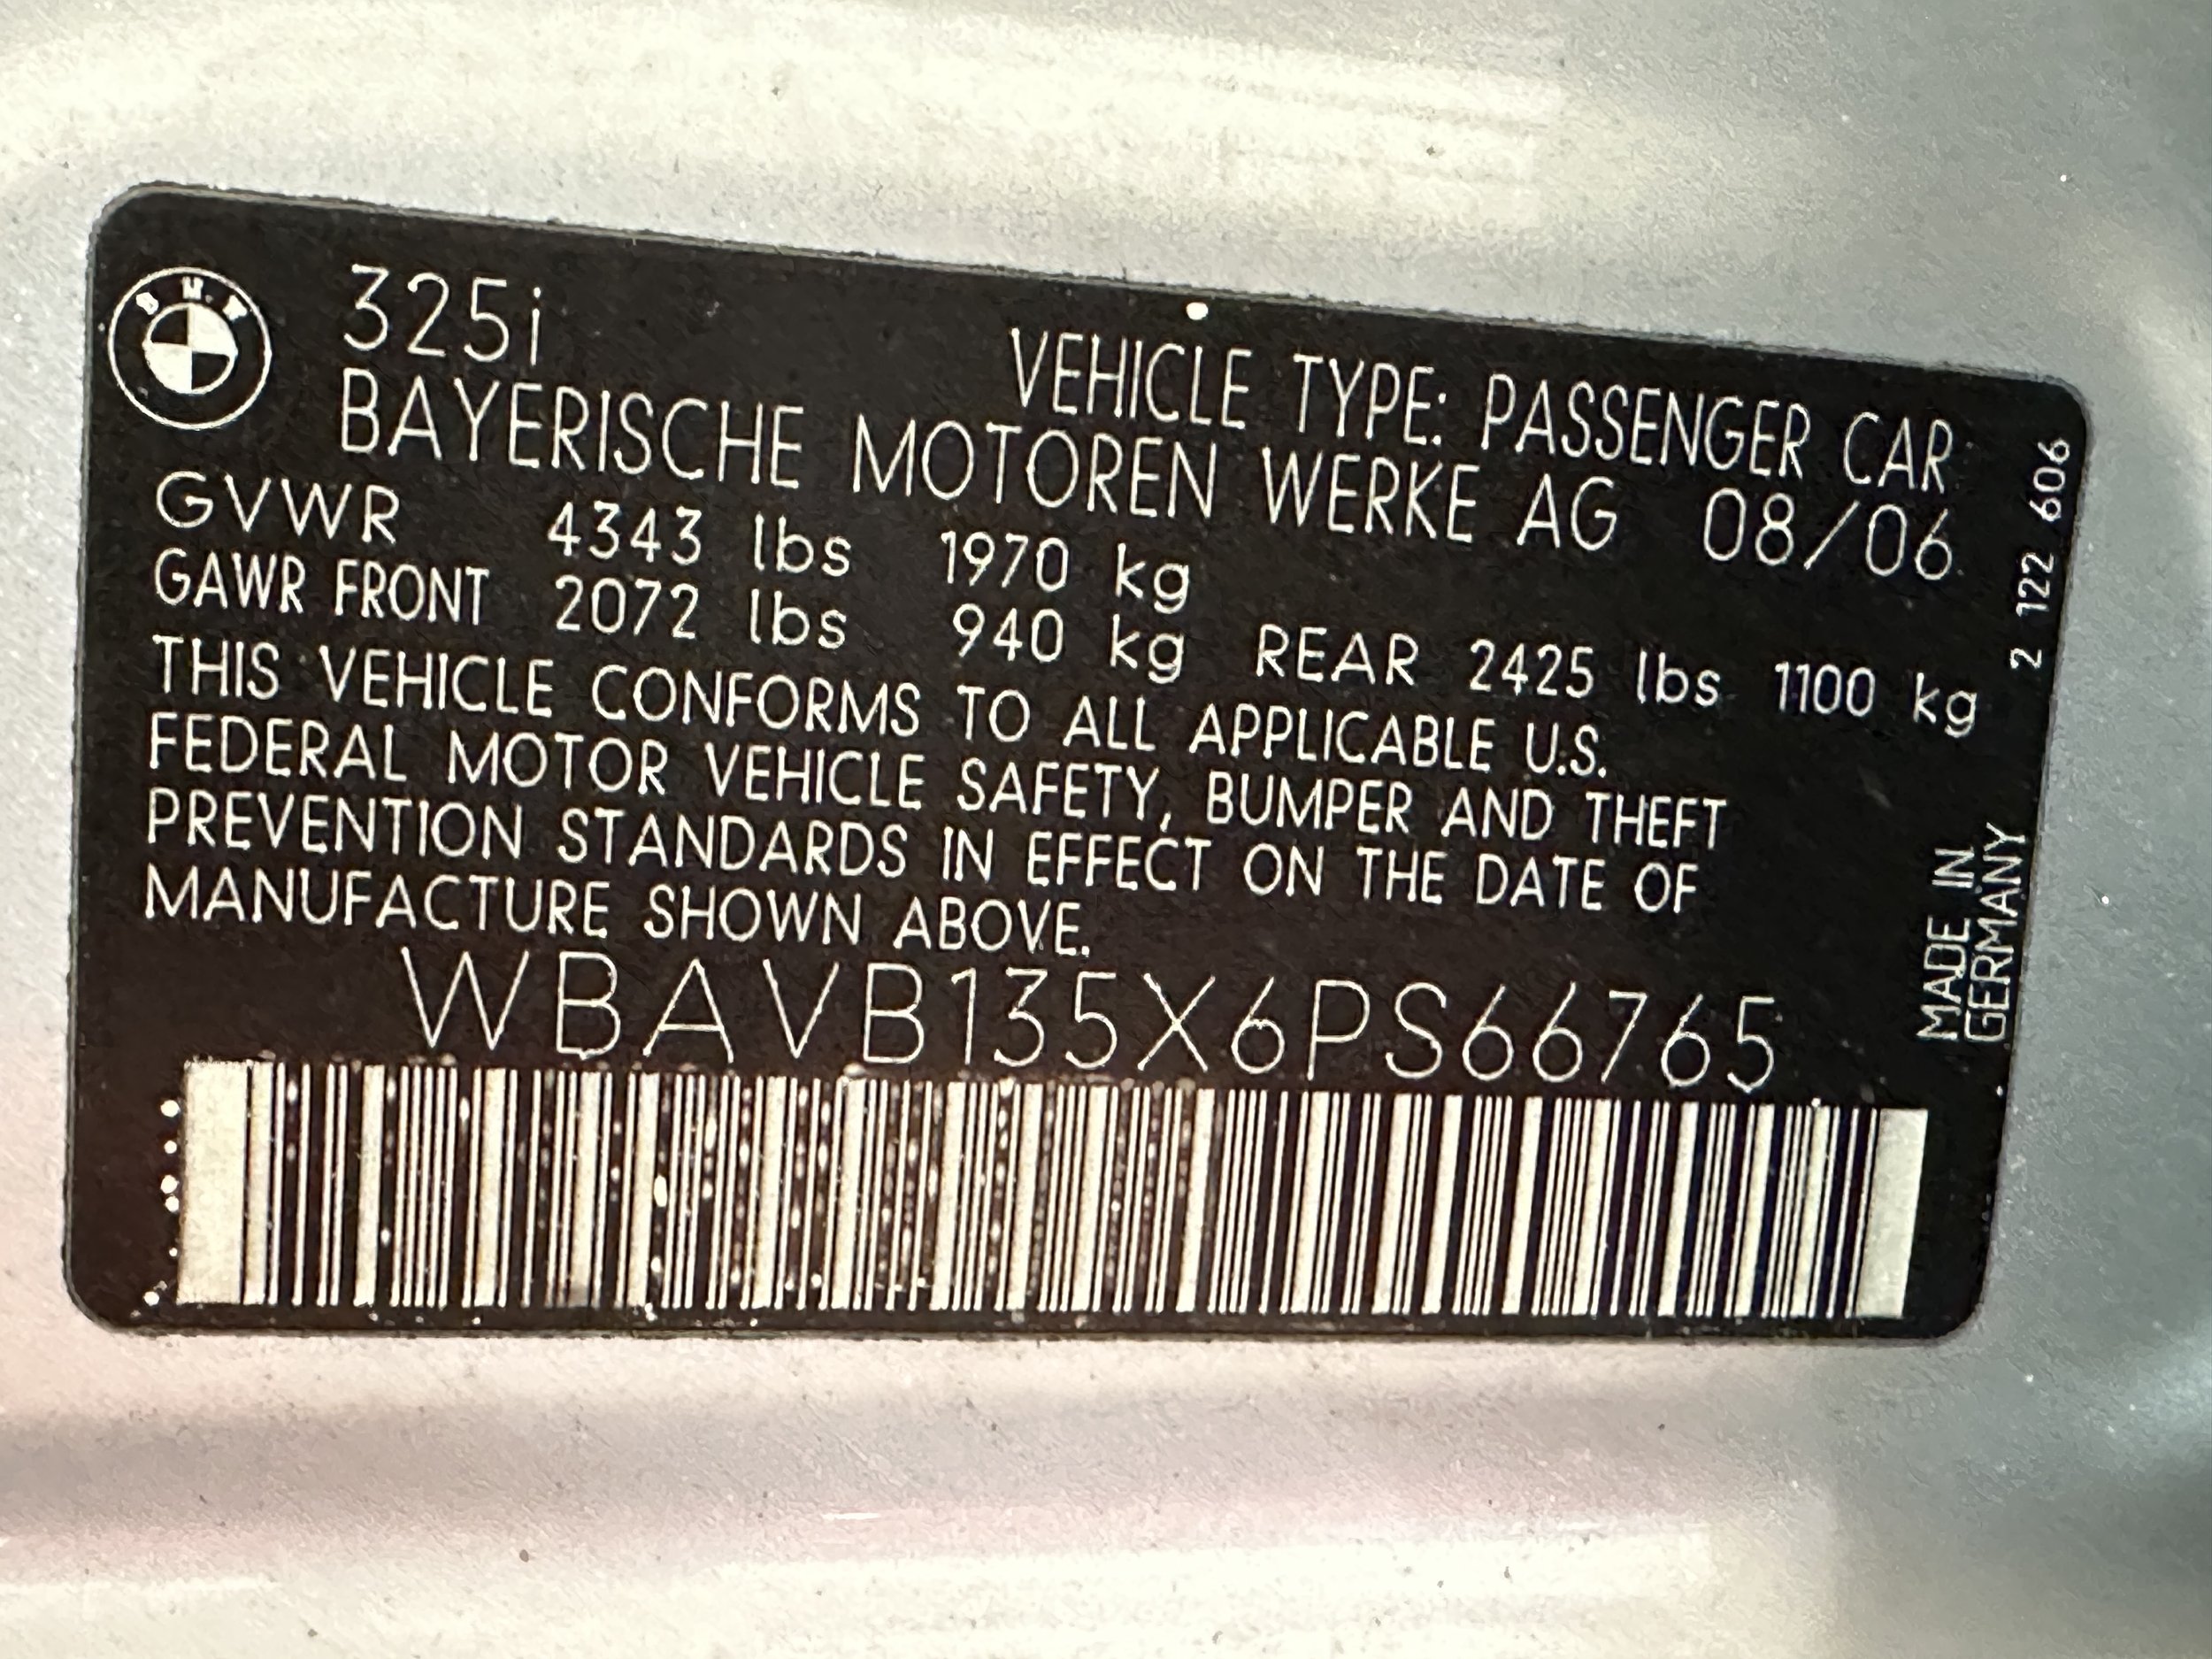 BMW
325i
VEHICLE TYPE: PASSENGER CAR
BAYERISCHE MOTOREN WERKE AG 08/06
GVWR 4343 lbs 1970 kg
GAWR FRONT 2072 lbs 940 kg REAR 2425 lbs 1100 kg
THIS VEHICLE CONFORMS TO ALL APPLICABLE U.S.
FEDERAL MOTOR VEHICLE SAFETY, BUMPER AND THEFT
PREVENTION STANDARDS IN EFFECT ON THE DATE OF
MANUFACTURE SHOWN ABOVE.
WBAVB135X6PS66765
2 122 606
MADE IN
GERMANY